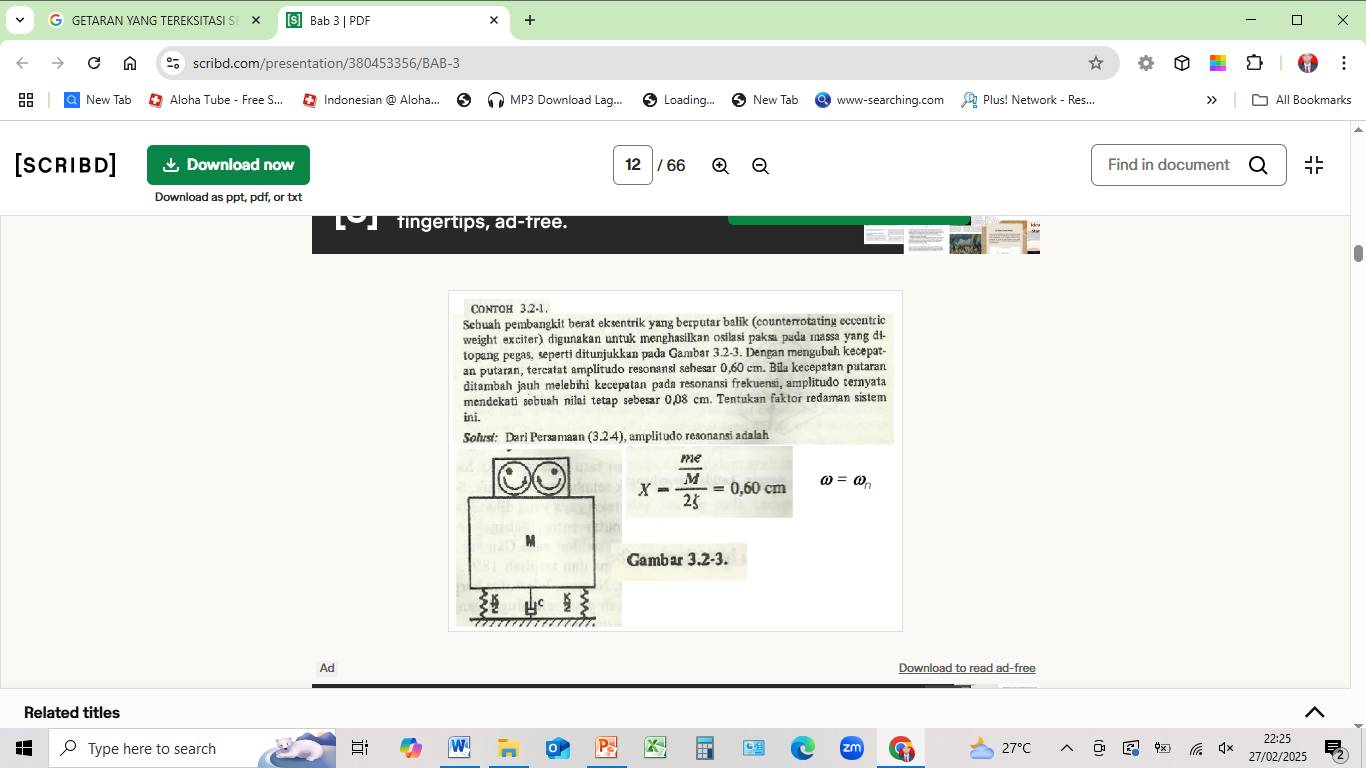 GETARAN YANG TEREKSITASI SE
Bab 3 | PDF
scribd.com/presentation/380453356/BAB-3
New Tab
Aloha Tube - Free S...
Indonesian @ Aloha...
MP3 Download Lag...
Loading...
New Tab
www-searching.com
Plus! Network - Res...
All Bookmarks
[SCRIBD]
Download now
Download as ppt, pdf, or txt
12 / 66
Find in document
fingertips, ad-free.
CONTOH 3.2-1.
Sebuah pembangkit berat eksentrik yang berputar balik (counterrotating eccentric
weight exciter) digunakan untuk menghasilkan osilasi paksa pada massa yang di-
topang pegas, seperti ditunjukkan pada Gambar 3.2-3. Dengan mengubah kecepat-
an putaran, tercatat amplitudo resonansi sebesar 0,60 cm. Bila kecepatan putaran
ditambah jauh melebihi kecepatan pada resonansi frekuensi, amplitudo ternyata
mendekati sebuah nilai tetap sebesar 0,08 cm. Tentukan faktor redaman sistem
ini.
Solusi: Dari Persamaan (3.2-4), amplitudo resonansi adalah
me
M
X = = 0,60 cm
2ζ
ω = ωn
M
Gambar 3.2-3.
K/2
c
K/2
Ad
Download to read ad-free
Related titles
Type here to search
27°C
22:25
27/02/2025
2